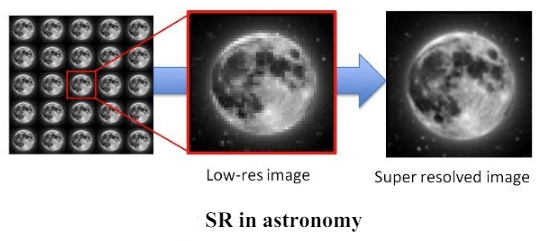 Low-res image
Super resolved image
SR in astronomy